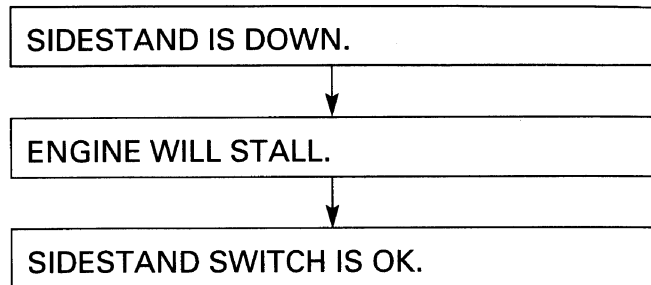 SIDESTAND IS DOWN.
ENGINE WILL STALL.
SIDESTAND SWITCH IS OK.